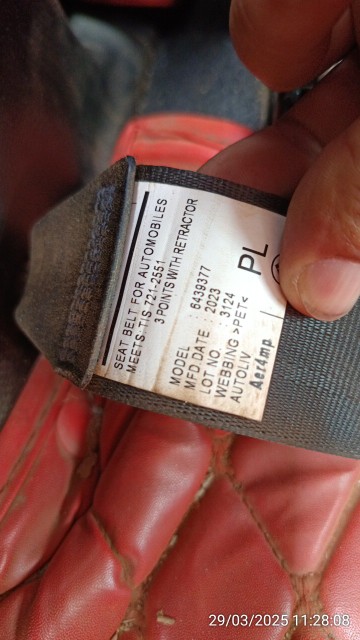 SEAT BELT FOR AUTOMOBILES
MEETS: TIS 721-2551
3 POINTS WITH RETRACTOR
MODEL : 6439377
MFD DATE : 2023
LOT NO. : 3124
WEBBING >PET<
AUTOLIV
PL
29/03/2025 11:28:08